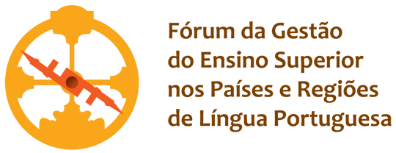 Fórum da Gestão
do Ensino Superior
nos Países e Regiões
de Língua Portuguesa